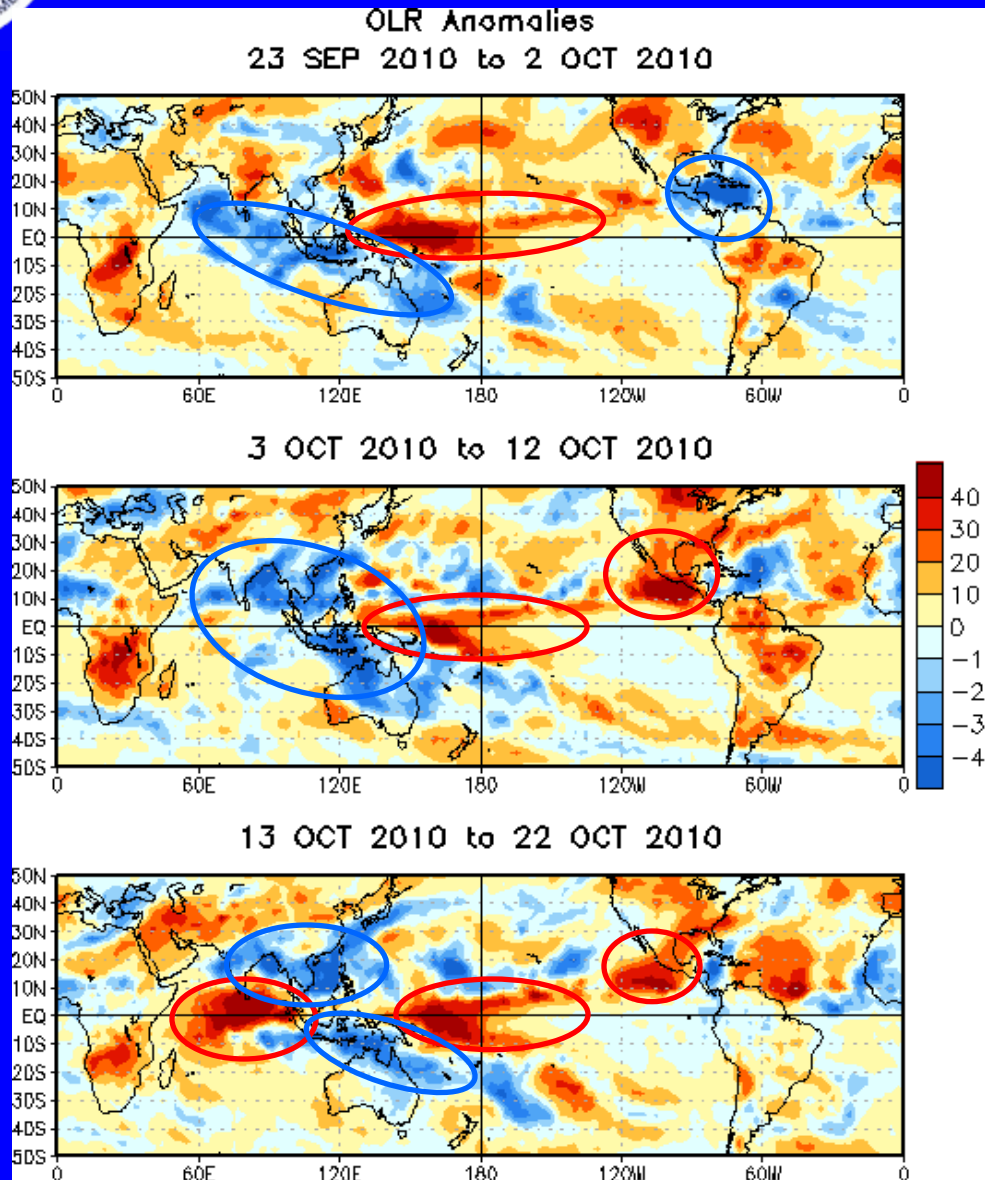 OLR Anomalies
23 SEP 2010 to 2 OCT 2010
50N
40N
30N
20N
10N
EQ
10S
20S
30S
40S
50S
0 60E 120E 180 120W 60W 0
3 OCT 2010 to 12 OCT 2010
50N
40N
30N
20N
10N
EQ
10S
20S
30S
40S
50S
0 60E 120E 180 120W 60W 0
40
30
20
10
0
-1
-2
-3
-4
13 OCT 2010 to 22 OCT 2010
50N
40N
30N
20N
10N
EQ
10S
20S
30S
40S
50S
0 60E 120E 180 120W 60W 0